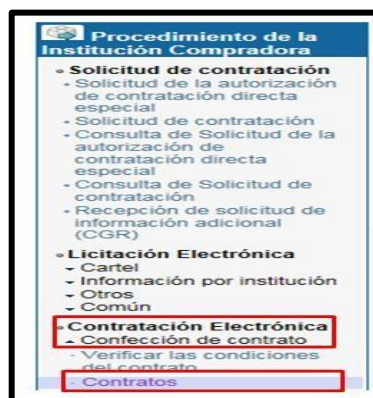 Procedimiento de la
Institución Compradora
Solicitud de contratación
Solicitud de la autorización
de contratación directa
especial
Solicitud de contratación
Consulta de Solicitud de la
autorización de
contratación directa
especial
Consulta de Solicitud de
contratación
Recepción de solicitud de
información adicional
(CGR)
Licitación Electrónica
Cartel
Información por institución
Otros
Común
Contratación Electrónica
Confección de contrato
Verificar las condiciones
del contrato
Contratos